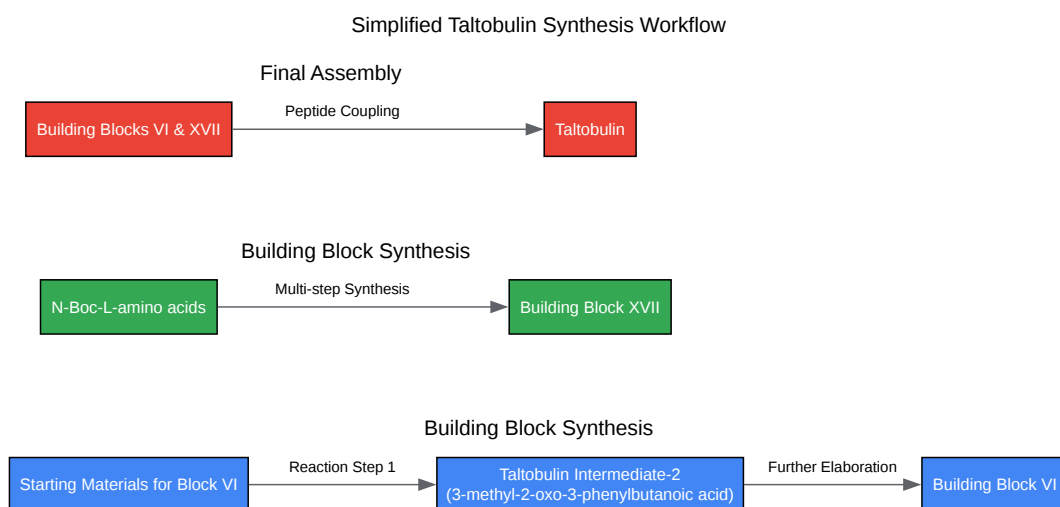 Simplified Taltobulin Synthesis Workflow
Final Assembly
Building Blocks VI & XVII
Peptide Coupling
Taltobulin
Building Block Synthesis
N-Boc-L-amino acids
Multi-step Synthesis
Building Block XVII
Building Block Synthesis
Starting Materials for Block VI
Reaction Step 1
Taltobulin Intermediate-2
(3-methyl-2-oxo-3-phenylbutanoic acid)
Further Elaboration
Building Block VI